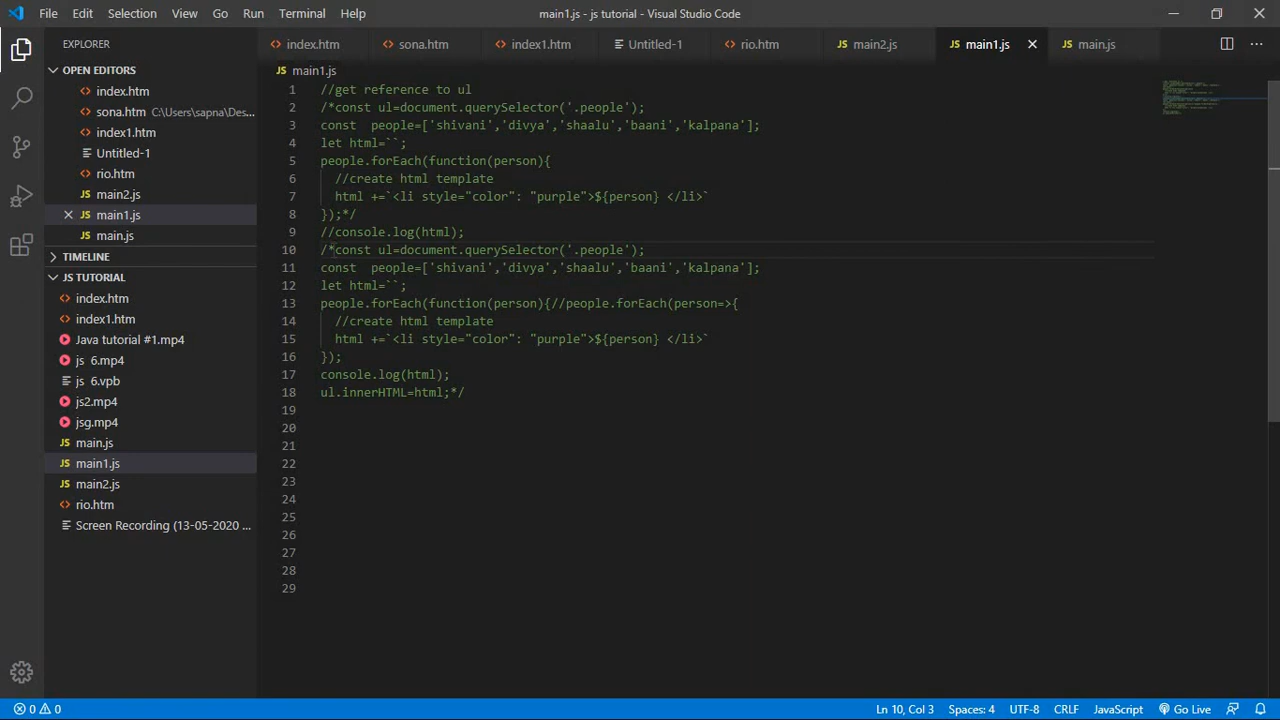 File Edit Selection View Go Run Terminal Help main1.js - js tutorial - Visual Studio Code
EXPLORER
index.htm sona.htm index1.htm Untitled-1 rio.htm main2.js main1.js main.js
OPEN EDITORS
index.htm
sona.htm C:\Users\sapna\Des...
index1.htm
Untitled-1
rio.htm
JS main2.js
JS main1.js
JS main.js
TIMELINE
JS TUTORIAL
index.htm
index1.htm
Java tutorial #1.mp4
js 6.mp4
js 6.vpb
js2.mp4
jsg.mp4
JS main.js
JS main1.js
JS main2.js
rio.htm
Screen Recording (13-05-2020 ...
JS main1.js
1 //get reference to ul
2 /*const ul=document.querySelector('.people');
3 const  people=['shivani','divya','shaalu','baani','kalpana'];
4 let html=``;
5 people.forEach(function(person){
6 //create html template
7 html +=`<li style="color": "purple">${person} </li>`
8 });*/
9 //console.log(html);
10 /*const ul=document.querySelector('.people');
11 const  people=['shivani','divya','shaalu','baani','kalpana'];
12 let html=``;
13 people.forEach(function(person){//people.forEach(person=>{
14 //create html template
15 html +=`<li style="color": "purple">${person} </li>`
16 });
17 console.log(html);
18 ul.innerHTML=html;*/
19
20
21
22
23
24
25
26
27
28
29
0 0 Ln 10, Col 3 Spaces: 4 UTF-8 CRLF JavaScript Go Live